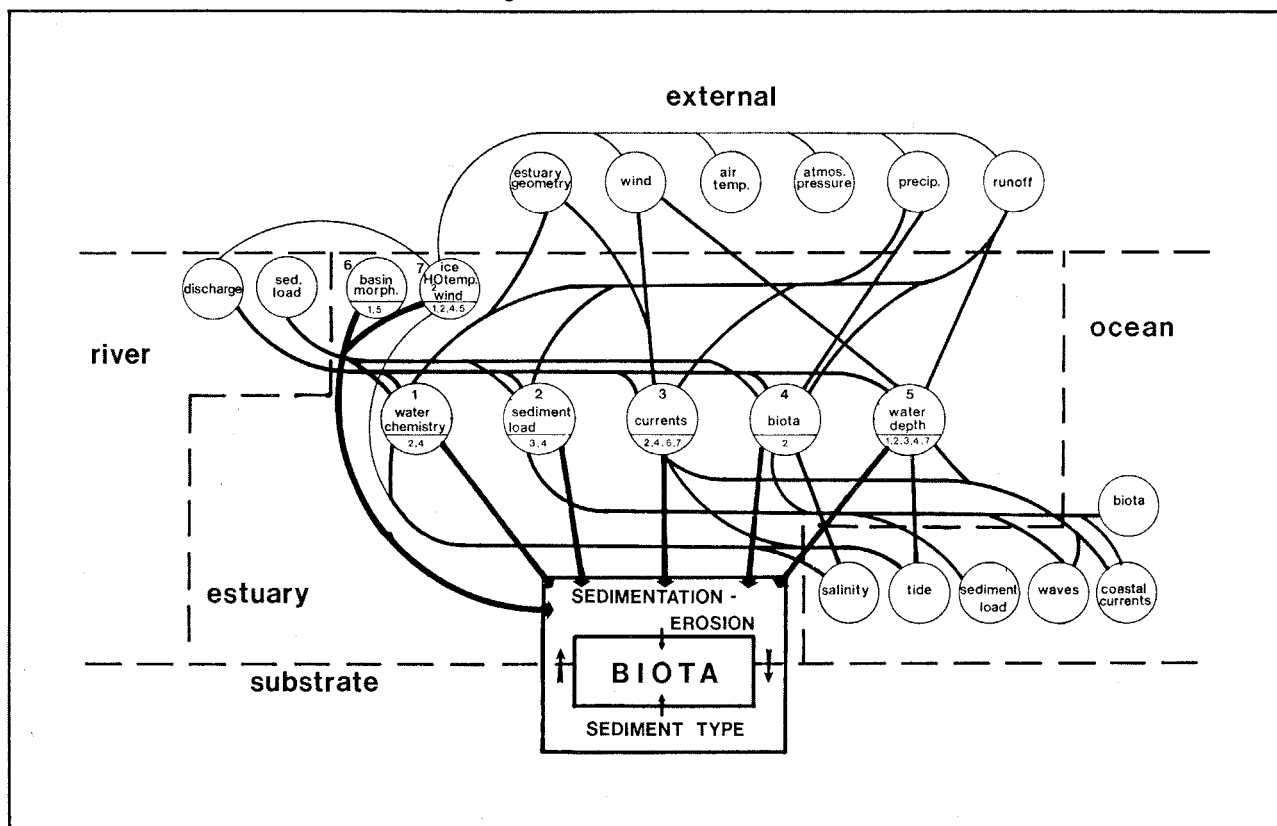 external
estuary
geometry
wind
air
temp.
atmos.
pressure
precip.
runoff
discharge
sed.
load
6
basin
morph.
1,5
7
ice
H2O temp.
wind
1,2,4,5
river
ocean
1
water
chemistry
2,4
2
sediment
load
3,4
3
currents
2,4,6,7
4
biota
2
5
water
depth
1,2,3,4,7
biota
estuary
salinity
tide
sediment
load
waves
coastal
currents
SEDIMENTATION -
EROSION
BIOTA
SEDIMENT TYPE
substrate